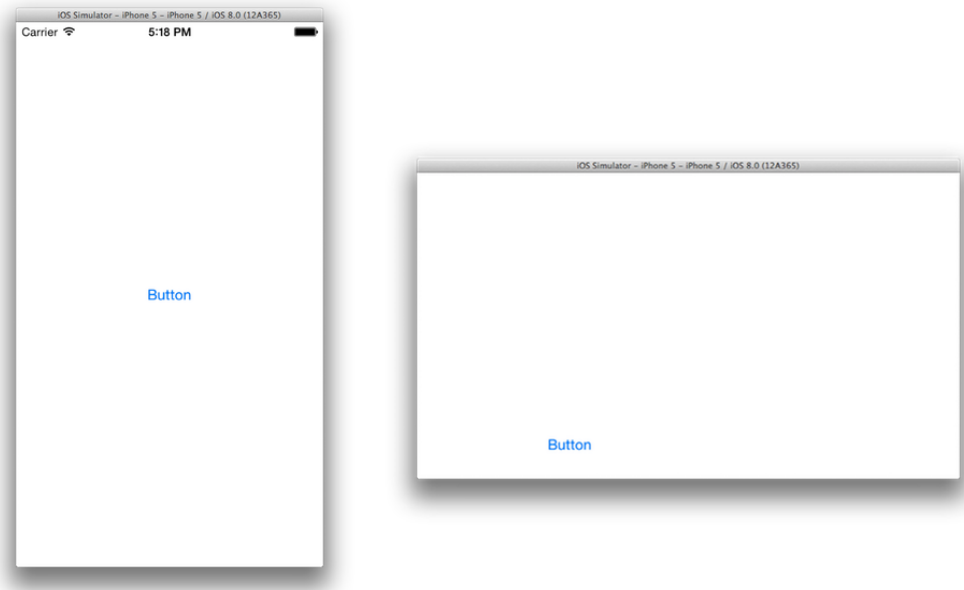 iOS Simulator – iPhone 5 – iPhone 5 / iOS 8.0 (12A365)
Carrier 5:18 PM
Button
iOS Simulator – iPhone 5 – iPhone 5 / iOS 8.0 (12A365)
Button